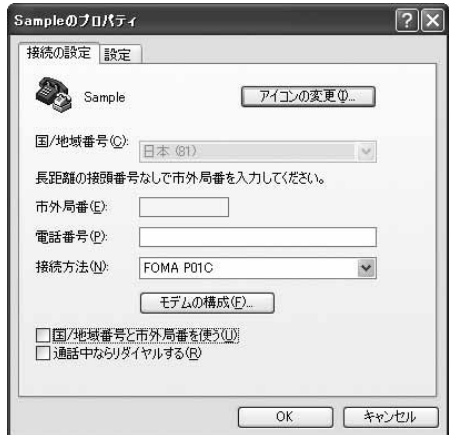 Sampleのプロパティ
接続の設定 設定
Sample
アイコンの変更(I)...
国/地域番号(C):
日本 (81)
長距離の接頭番号なしで市外局番を入力してください。
市外局番(E):
電話番号(P):
接続方法(N):
FOMA P01C
モデムの構成(F)...
国/地域番号と市外局番を使う(U)
通話中ならリダイヤルする(R)
OK キャンセル